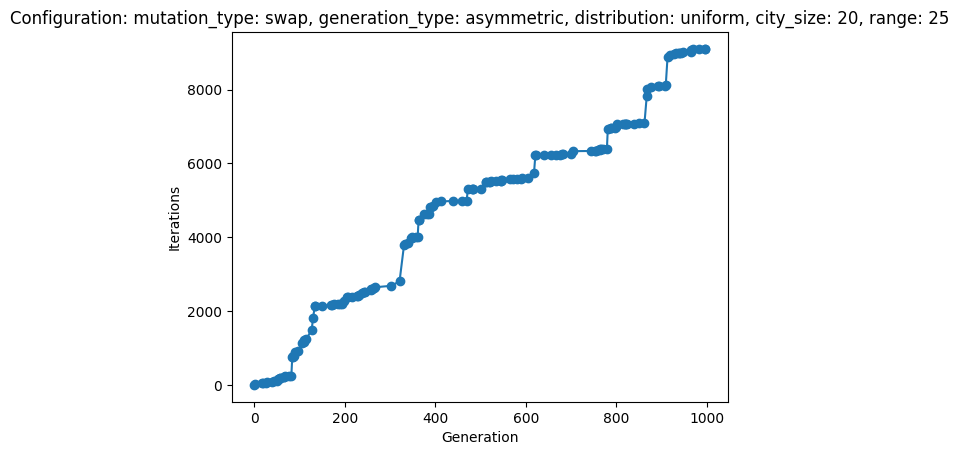 Configuration: mutation_type: swap, generation_type: asymmetric, distribution: uniform, city_size: 20, range: 25
8000
6000
4000
2000
0
Iterations
0 200 400 600 800 1000
Generation